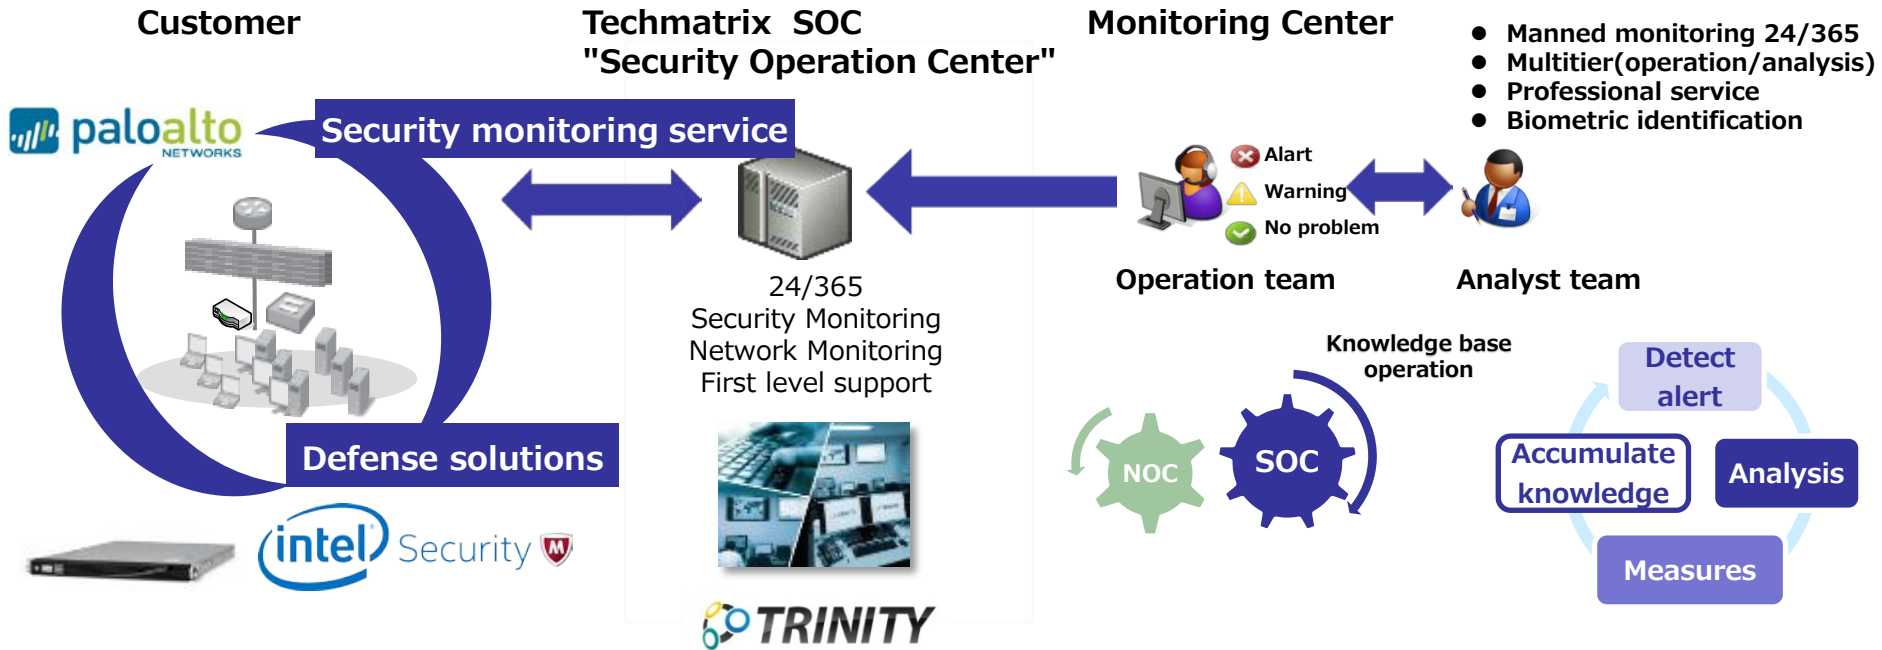 Customer
Techmatrix SOC
"Security Operation Center"
Monitoring Center
● Manned monitoring 24/365
● Multitier(operation/analysis)
● Professional service
● Biometric identification
paloalto
NETWORKS
Security monitoring service
Alart
Warning
No problem
Operation team
Analyst team
24/365
Security Monitoring
Network Monitoring
First level support
Defense solutions
intel Security
M
TRINITY
Knowledge base
operation
NOC
SOC
Detect
alert
Analysis
Measures
Accumulate
knowledge